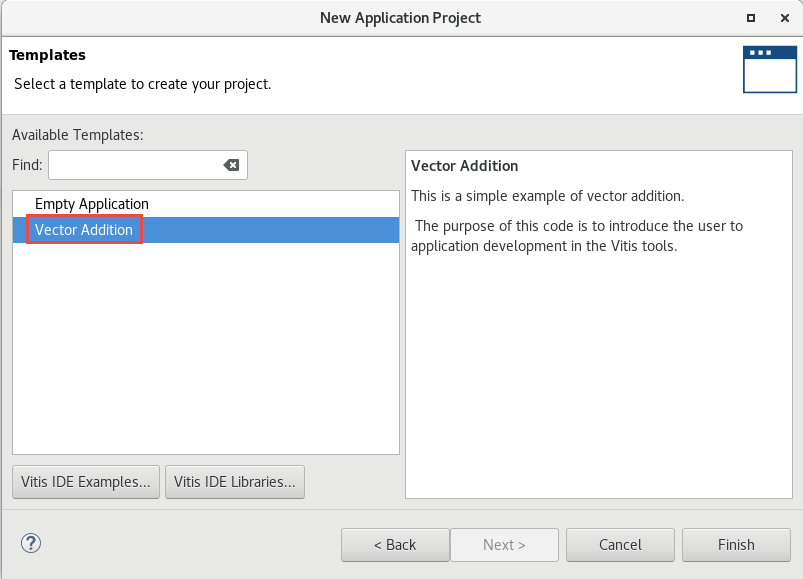 New Application Project
Templates
Select a template to create your project.
Available Templates:
Find:
Empty Application
Vector Addition
Vector Addition
This is a simple example of vector addition.
The purpose of this code is to introduce the user to
application development in the Vitis tools.
Vitis IDE Examples...
Vitis IDE Libraries...
?
< Back
Next >
Cancel
Finish